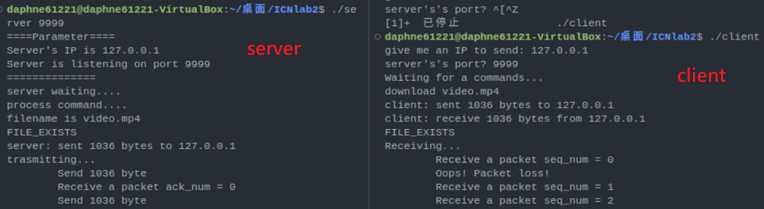 daphne61221@daphne61221-VirtualBox:~/桌面/ICNlab2$ ./se
rver 9999
====Parameter====
Server's IP is 127.0.0.1
Server is listening on port 9999
==============
server waiting....
process command....
filename is video.mp4
FILE_EXISTS
server: sent 1036 bytes to 127.0.0.1
trasmitting...
Send 1036 byte
Receive a packet ack_num = 0
Send 1036 byte
server
server's's port? ^[^Z
[1]+ 已停止 ./client
daphne61221@daphne61221-VirtualBox:~/桌面/ICNlab2$ ./client
give me an IP to send: 127.0.0.1
server's's port? 9999
Waiting for a commands...
download video.mp4
client: sent 1036 bytes to 127.0.0.1
client: receive 1036 bytes from 127.0.0.1
FILE_EXISTS
Receiving...
Receive a packet seq_num = 0
Oops! Packet loss!
Receive a packet seq_num = 1
Receive a packet seq_num = 2
client